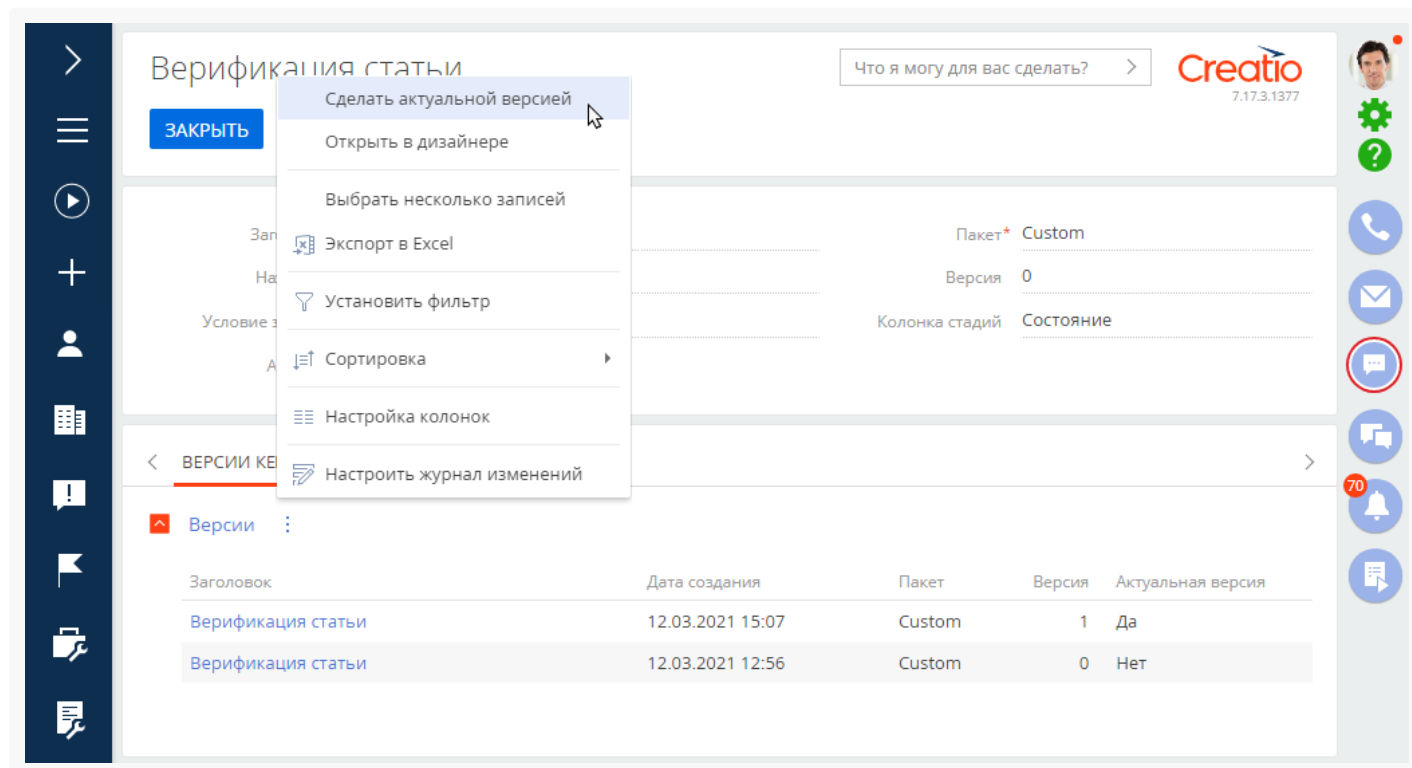 Верификация статьи
Что я могу для вас сделать?
Creatio
7.17.3.1377
ЗАКРЫТЬ
Сделать актуальной версией
Открыть в дизайнере
Выбрать несколько записей
Экспорт в Excel
Установить фильтр
Сортировка
Настройка колонок
Настроить журнал изменений
Пакет* Custom
Версия 0
Условие
Колонка стадий Состояние
ВЕРСИИ
70
Версии
Заголовок Дата создания Пакет Версия Актуальная версия
Верификация статьи 12.03.2021 15:07 Custom 1 Да
Верификация статьи 12.03.2021 12:56 Custom 0 Нет